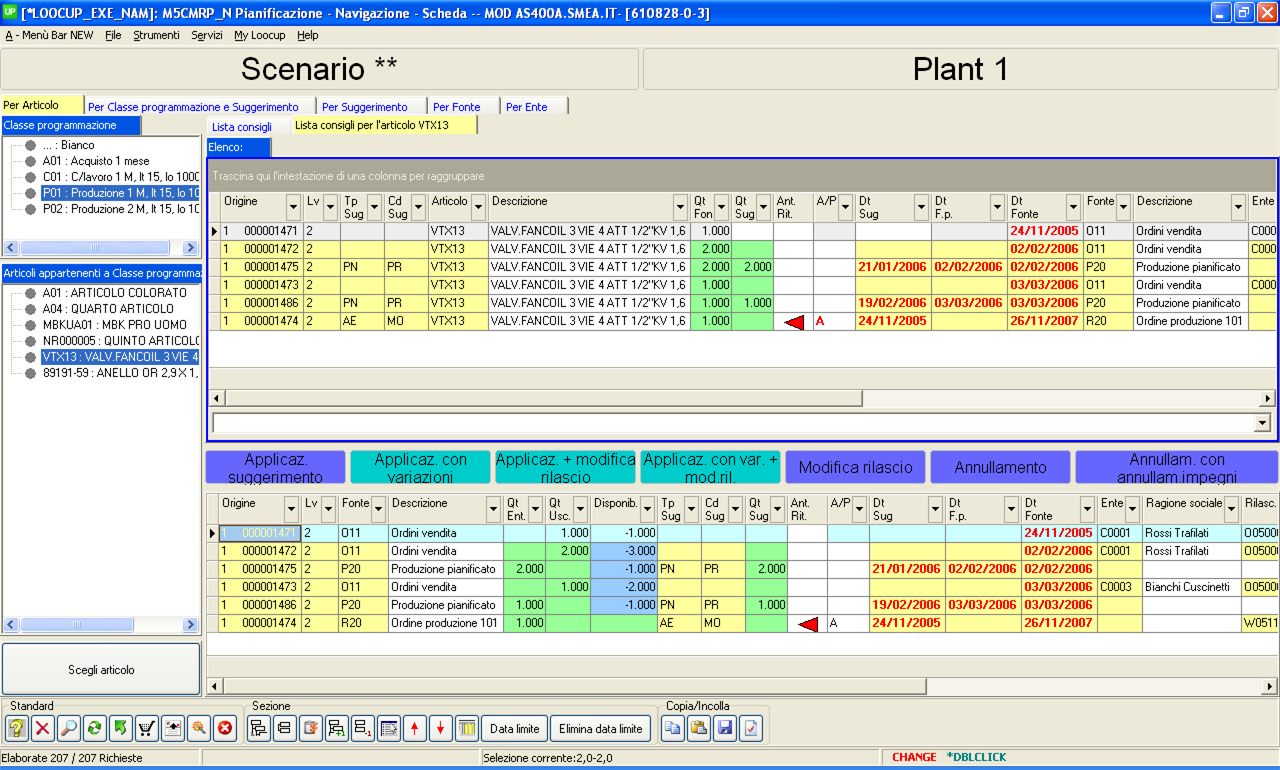 UP [*LOOCUP_EXE_NAM]: M5CMRP_N Pianificazione - Navigazione - Scheda -- MOD AS400A.SMEA.IT- [610828-0-3]
A - Menù Bar NEW File Strumenti Servizi My Loocup Help
Scenario ** Plant 1
Per Articolo Per Classe programmazione e Suggerimento Per Suggerimento Per Fonte Per Ente
Classe programmazione
... : Bianco
A01 : Acquisto 1 mese
C01 : C/lavoro 1 M, lt 15, lo 1000
P01 : Produzione 1 M, lt 15, lo 10
P02 : Produzione 2 M, lt 15, lo 10
Articoli appartenenti a Classe programma
A01 : ARTICOLO COLORATO
A04 : QUARTO ARTICOLO
MBKUA01 : MBK PRO UOMO
NR000005 : QUINTO ARTICOLO
VTX13 : VALV.FANCOIL 3 VIE 4
89191-59 : ANELLO OR 2,9 X 1,
Scegli articolo
Lista consigli Lista consigli per l'articolo VTX13
Elenco:
Trascina qui l'intestazione di una colonna per raggruppare
Origine Lv Tp Sug Cd Sug Articolo Descrizione Qt Fon Qt Sug Ant. Rit. A/P Dt Sug Dt F.p. Dt Fonte Fonte Descrizione Ente
1 000001471 2 VTX13 VALV.FANCOIL 3 VIE 4 ATT 1/2"KV 1,6 1.000 24/11/2005 O11 Ordini vendita C000
1 000001472 2 VTX13 VALV.FANCOIL 3 VIE 4 ATT 1/2"KV 1,6 2.000 02/02/2006 O11 Ordini vendita C000
1 000001475 2 PN PR VTX13 VALV.FANCOIL 3 VIE 4 ATT 1/2"KV 1,6 2.000 2.000 21/01/2006 02/02/2006 02/02/2006 P20 Produzione pianificato
1 000001473 2 VTX13 VALV.FANCOIL 3 VIE 4 ATT 1/2"KV 1,6 1.000 03/03/2006 O11 Ordini vendita C000
1 000001486 2 PN PR VTX13 VALV.FANCOIL 3 VIE 4 ATT 1/2"KV 1,6 1.000 1.000 19/02/2006 03/03/2006 03/03/2006 P20 Produzione pianificato
1 000001474 2 AE MO VTX13 VALV.FANCOIL 3 VIE 4 ATT 1/2"KV 1,6 1.000 A 24/11/2005 26/11/2007 R20 Ordine produzione 101
Applicaz. suggerimento Applicaz. con variazioni Applicaz. + modifica rilascio Applicaz. con var. + mod.ril. Modifica rilascio Annullamento Annullam. con annullam.impegni
Origine Lv Fonte Descrizione Qt Ent. Qt Usc. Disponib. Tp Sug Cd Sug Qt Sug Ant. Rit. A/P Dt Sug Dt F.p. Dt Fonte Ente Ragione sociale Rilasc.
1 000001471 2 O11 Ordini vendita 1.000 -1.000 24/11/2005 C0001 Rossi Trafilati O0500
1 000001472 2 O11 Ordini vendita 2.000 -3.000 02/02/2006 C0001 Rossi Trafilati O0500
1 000001475 2 P20 Produzione pianificato 2.000 -1.000 PN PR 2.000 21/01/2006 02/02/2006 02/02/2006
1 000001473 2 O11 Ordini vendita 1.000 -2.000 03/03/2006 C0003 Bianchi Cuscinetti O0500
1 000001486 2 P20 Produzione pianificato 1.000 -1.000 PN PR 1.000 19/02/2006 03/03/2006 03/03/2006
1 000001474 2 R20 Ordine produzione 101 1.000 AE MO A 24/11/2005 26/11/2007 W0511
Standard Sezione Copia/Incolla
Data limite Elimina data limite
Elaborate 207 / 207 Richieste Selezione corrente:2,0-2,0 CHANGE *DBLCLICK